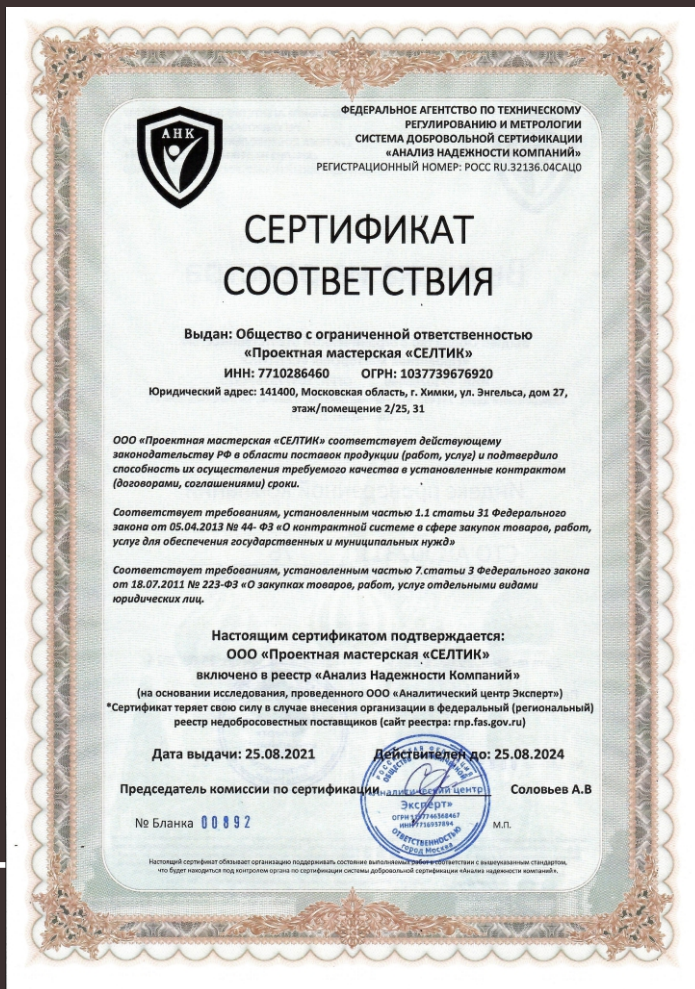 АНК
ФЕДЕРАЛЬНОЕ АГЕНТСТВО ПО ТЕХНИЧЕСКОМУ
РЕГУЛИРОВАНИЮ И МЕТРОЛОГИИ
СИСТЕМА ДОБРОВОЛЬНОЙ СЕРТИФИКАЦИИ
«АНАЛИЗ НАДЕЖНОСТИ КОМПАНИЙ»
РЕГИСТРАЦИОННЫЙ НОМЕР: РОСС RU.32136.04САЦ0
СЕРТИФИКАТ
СООТВЕТСТВИЯ
Выдан: Общество с ограниченной ответственностью
«Проектная мастерская «СЕЛТИК»
ИНН: 7710286460 ОГРН: 1037739676920
Юридический адрес: 141400, Московская область, г. Химки, ул. Энгельса, дом 27,
этаж/помещение 2/25, 31
ООО «Проектная мастерская «СЕЛТИК» соответствует действующему
законодательству РФ в области поставок продукции (работ, услуг) и подтвердило
способность их осуществления требуемого качества в установленные контрактом
(договорами, соглашениями) сроки.
Соответствует требованиям, установленным частью 1.1 статьи 31 Федерального
закона от 05.04.2013 № 44- ФЗ «О контрактной системе в сфере закупок товаров, работ,
услуг для обеспечения государственных и муниципальных нужд»
Соответствует требованиям, установленным частью 7.статьи 3 Федерального закона
от 18.07.2011 № 223-ФЗ «О закупках товаров, работ, услуг отдельными видами
юридических лиц.
Настоящим сертификатом подтверждается:
ООО «Проектная мастерская «СЕЛТИК»
включено в реестр «Анализ Надежности Компаний»
(на основании исследования, проведенного ООО «Аналитический центр Эксперт»)
*Сертификат теряет свою силу в случае внесения организации в федеральный (региональный)
реестр недобросовестных поставщиков (сайт реестра: rnp.fas.gov.ru)
Дата выдачи: 25.08.2021 Действителен до: 25.08.2024
Председатель комиссии по сертификации Соловьев А.В
№ Бланка 00892 М.П.
ОБЩЕСТВО С ОГРАНИЧЕННОЙ
ОТВЕТСТВЕННОСТЬЮ
Аналитический центр
Эксперт»
город Москва
Настоящий сертификат обязывает организацию поддерживать состояние выполняемых работ в соответствии с вышеуказанным стандартом,
что будет находиться под контролем органа по сертификации системы добровольной сертификации «Анализ надежности компаний».